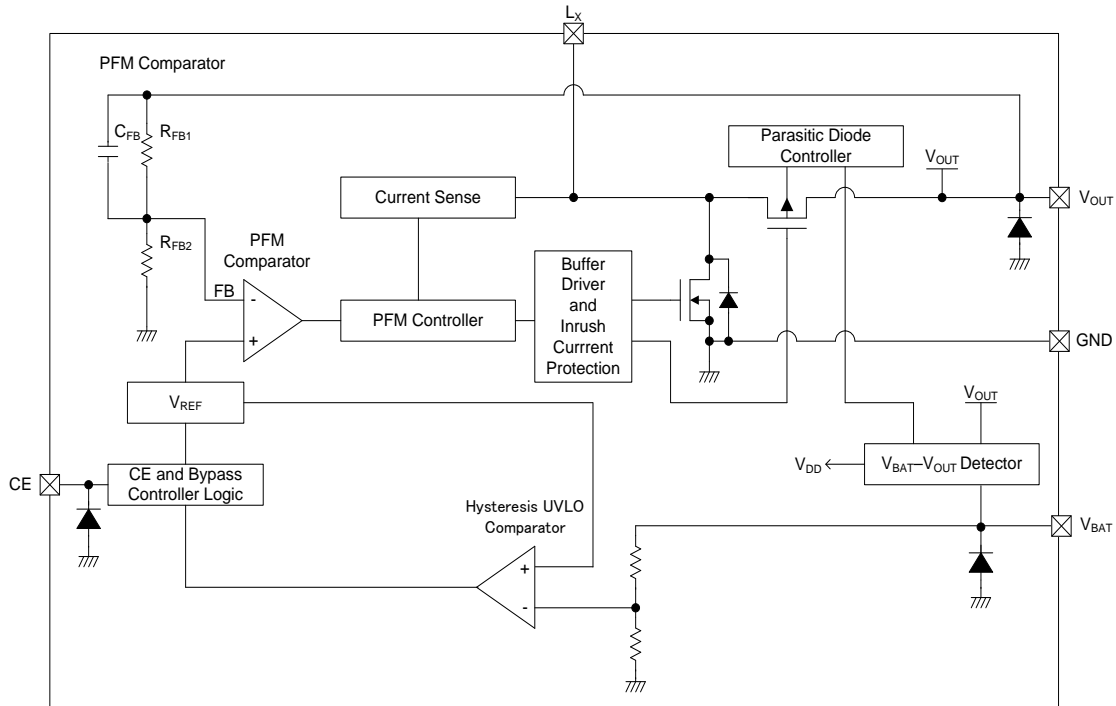 LX
PFM Comparator
CFB
RFB1
RFB2
Parasitic Diode
Controller
VOUT
VOUT
Current Sense
PFM
Comparator
FB
-
+
PFM Controller
Buffer
Driver
and
Inrush
Currrent
Protection
GND
VREF
VOUT
CE
CE and Bypass
Controller Logic
VDD
VBAT–VOUT Detector
Hysteresis UVLO
Comparator
+
-
VBAT